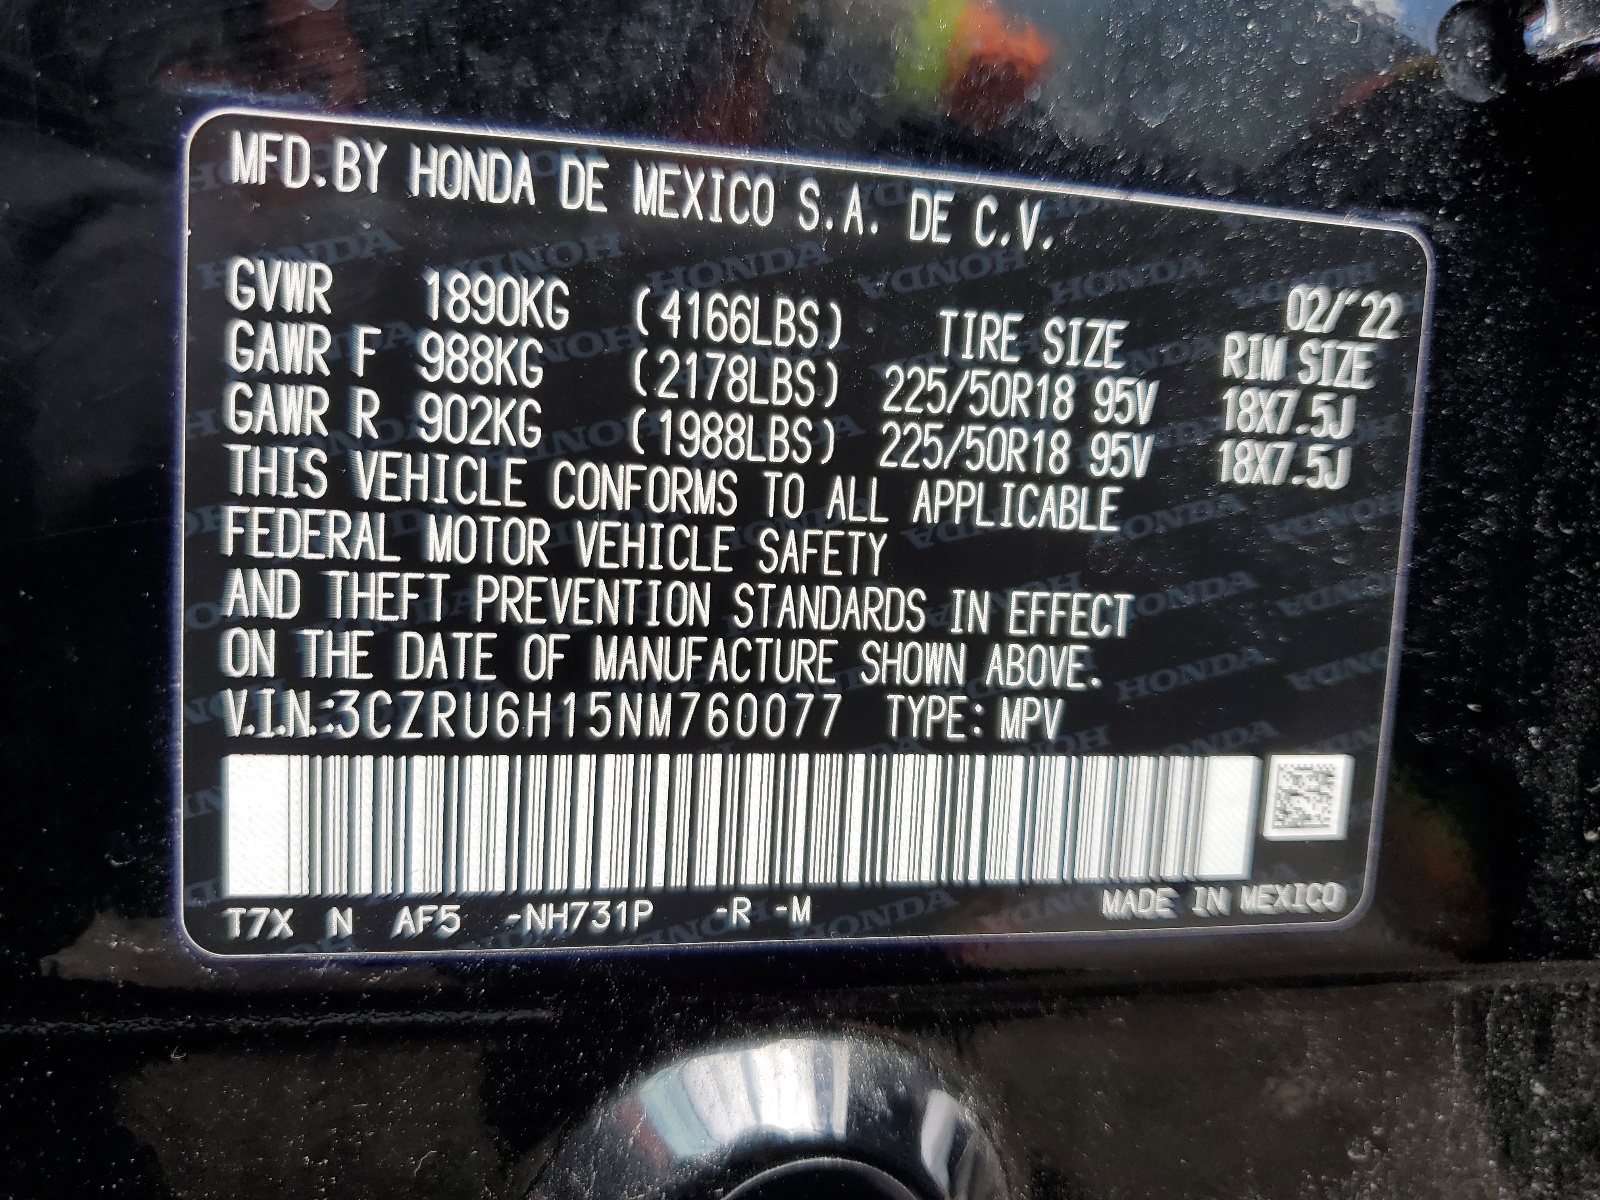 MFD.BY HONDA DE MEXICO S.A. DE C.V.
02/'22
GVWR 1890KG (4166LBS) TIRE SIZE RIM SIZE
GAWR F 988KG (2178LBS) 225/50R18 95V 18X7.5J
GAWR R 902KG (1988LBS) 225/50R18 95V 18X7.5J
THIS VEHICLE CONFORMS TO ALL APPLICABLE
FEDERAL MOTOR VEHICLE SAFETY
AND THEFT PREVENTION STANDARDS IN EFFECT
ON THE DATE OF MANUFACTURE SHOWN ABOVE.
V.I.N.:3CZRU6H15NM760077 TYPE: MPV
T7X N AF5 -NH731P -R -M MADE IN MEXICO